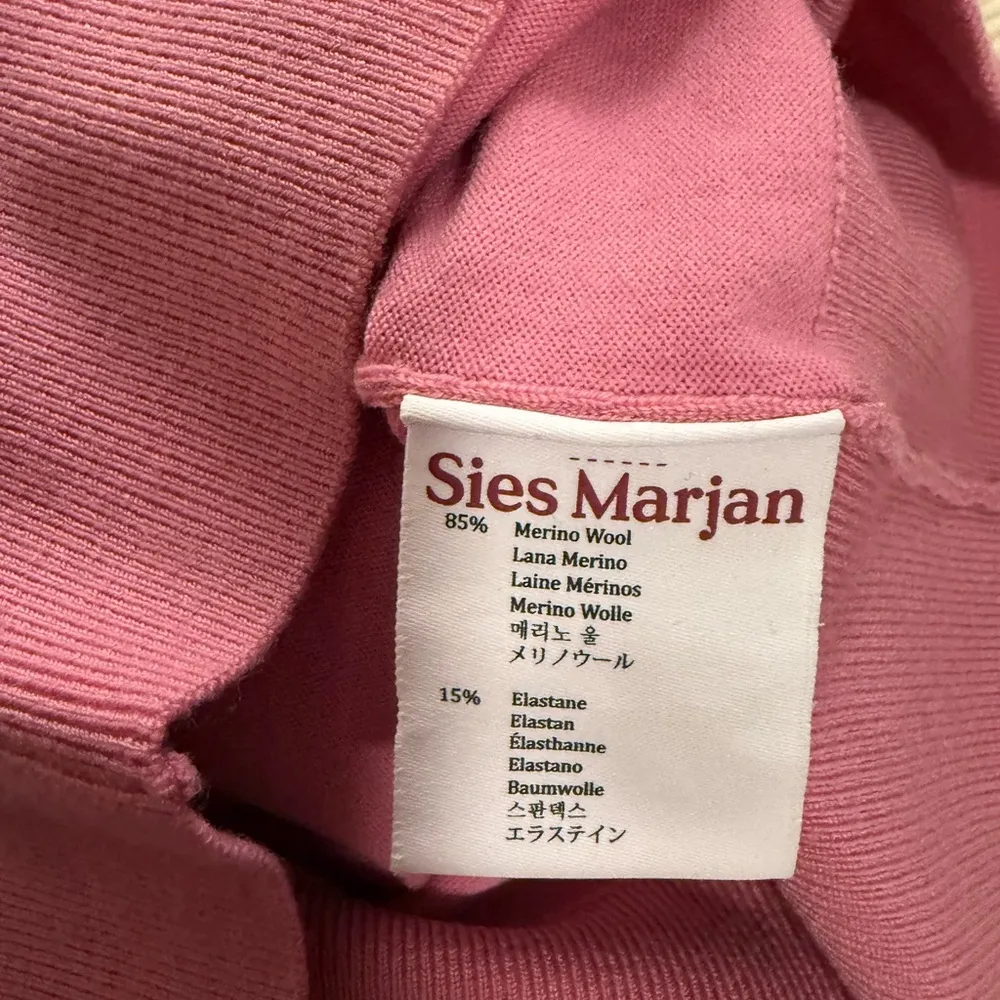 Sies Marjan
85% Merino Wool
Lana Merino
Laine Mérinos
Merino Wolle
메리노 울
メリノウール
15% Elastane
Elastan
Élasthanne
Elastano
Baumwolle
스판덱스
エラステイン